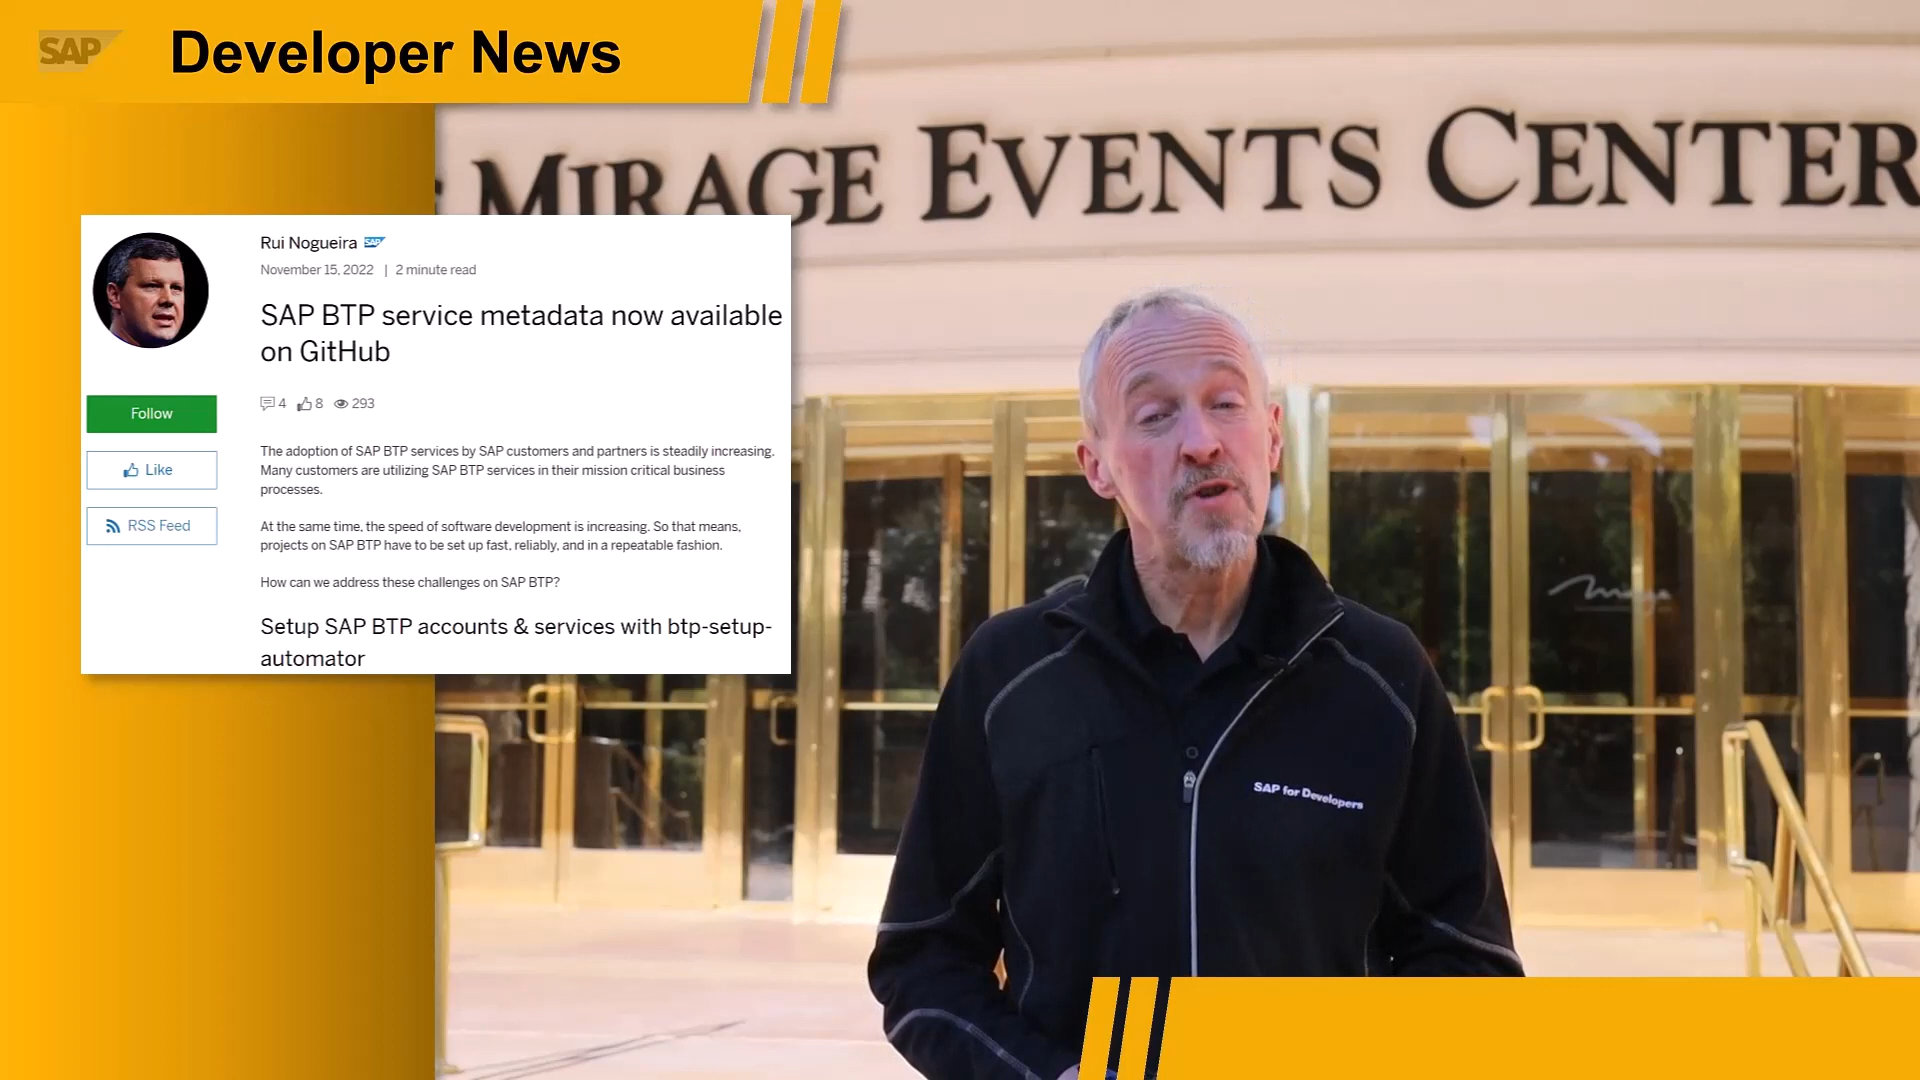 SAP
Developer News
MIRAGE EVENTS CENTER
Rui Nogueira SAP
November 15, 2022 | 2 minute read
SAP BTP service metadata now available
on GitHub
4 8 293
Follow
The adoption of SAP BTP services by SAP customers and partners is steadily increasing.
Many customers are utilizing SAP BTP services in their mission critical business
processes.
Like
At the same time, the speed of software development is increasing. So that means,
projects on SAP BTP have to be set up fast, reliably, and in a repeatable fashion.
RSS Feed
How can we address these challenges on SAP BTP?
Setup SAP BTP accounts & services with btp-setup-
automator
SAP for Developers